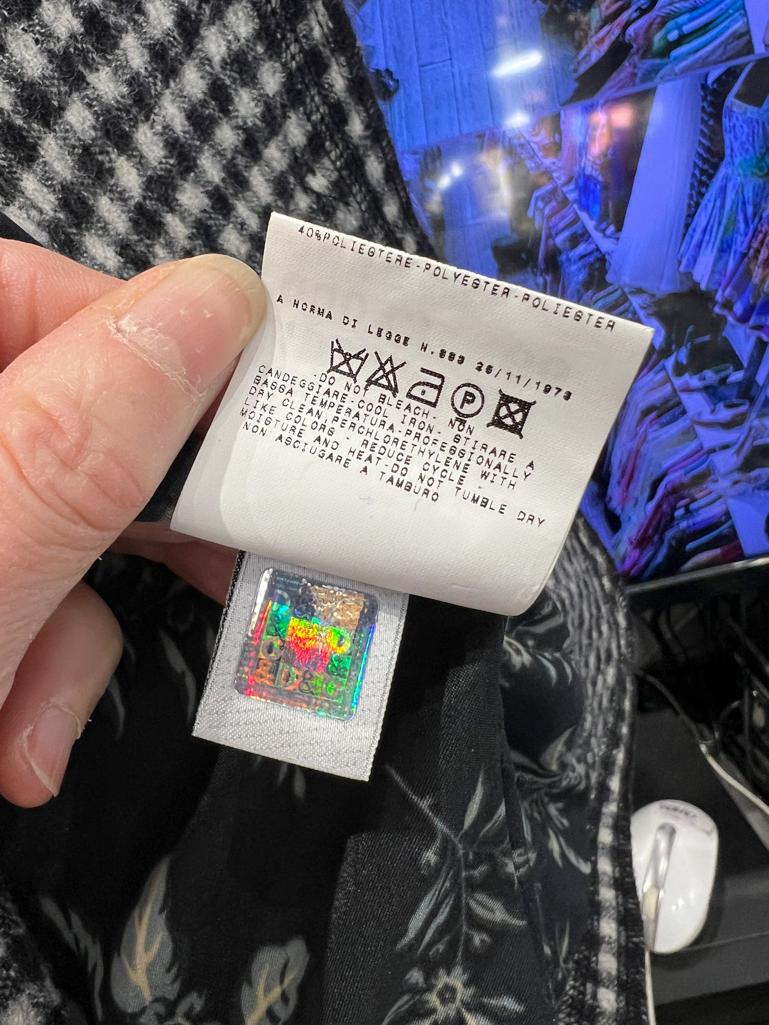 40%POLIESTERE-POLYESTER-POLIESTER
A NORMA DI LEGGE N.883 26/11/1973
P
-DO NOT BLEACH- NON
CANDEGGIARE-COOL IRON- STIRARE A
BASSA TEMPERATURA-PROFESSIONALLY
DRY CLEAN,PERCHLORETHYLENE WITH
LIKE COLORS - REDUCE CYCLE -
MOISTURE AND HEAT-DO NOT TUMBLE DRY
NON ASCIUGARE A TAMBURO
D&G